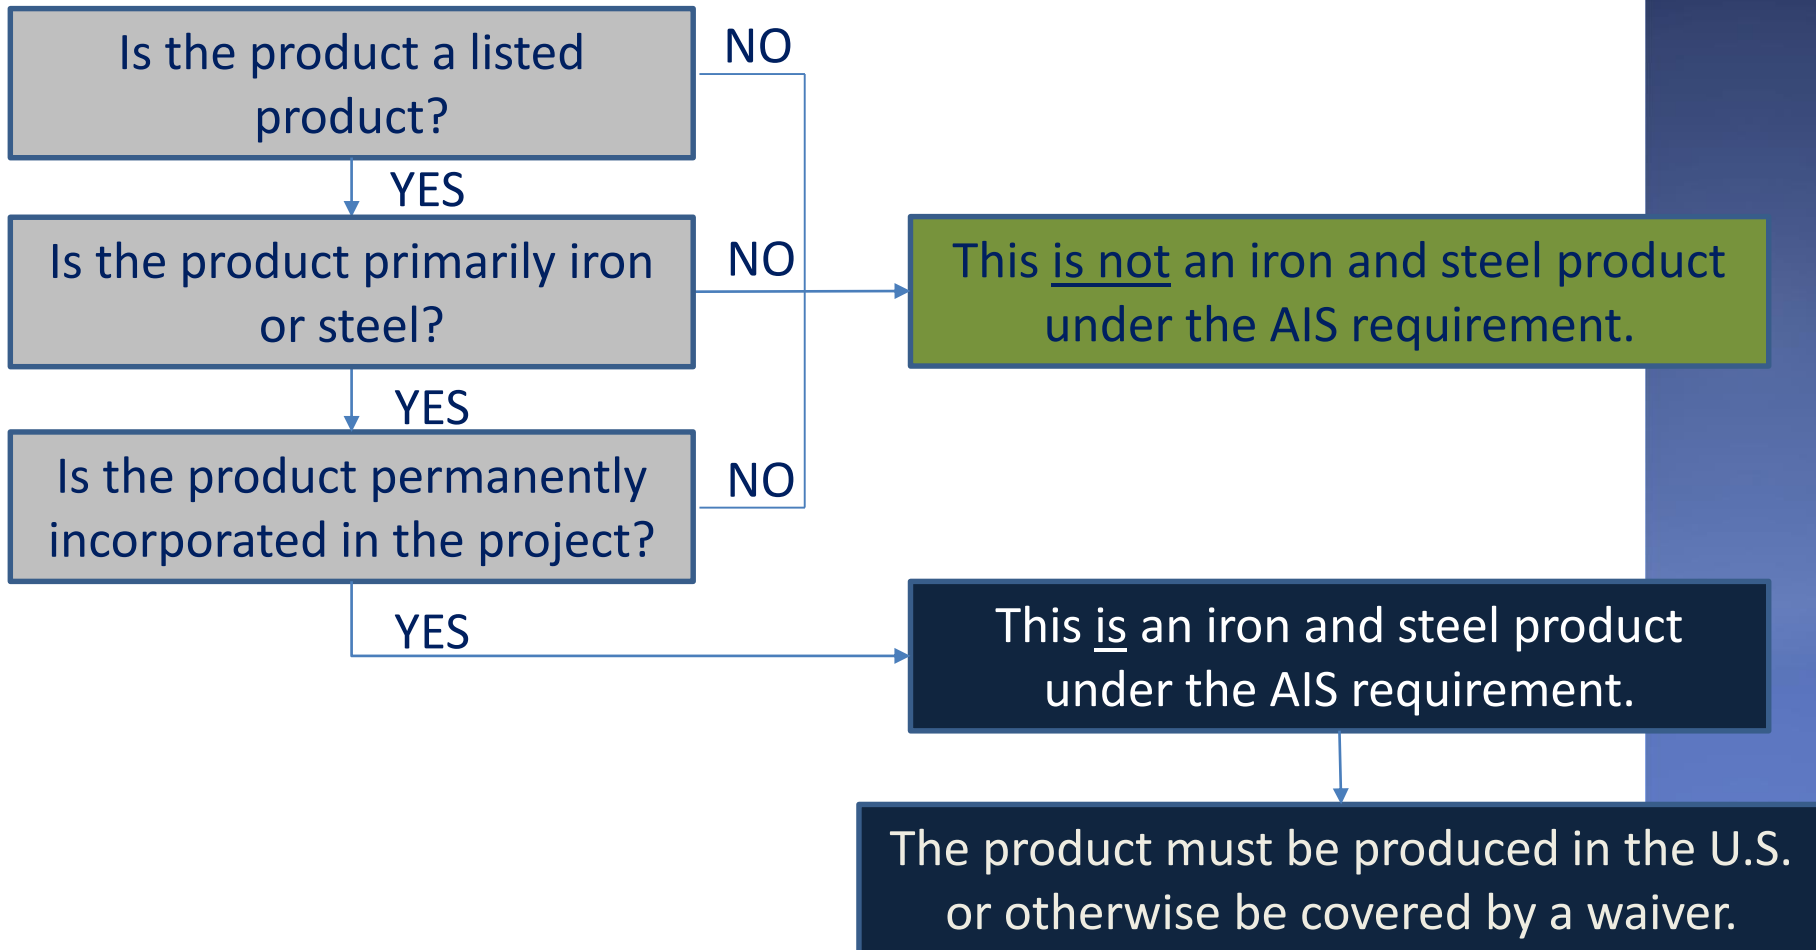 Is the product a listed
product?
NO
YES
Is the product primarily iron
or steel?
NO
This is not an iron and steel product
under the AIS requirement.
YES
Is the product permanently
incorporated in the project?
NO
YES
This is an iron and steel product
under the AIS requirement.
The product must be produced in the U.S.
or otherwise be covered by a waiver.